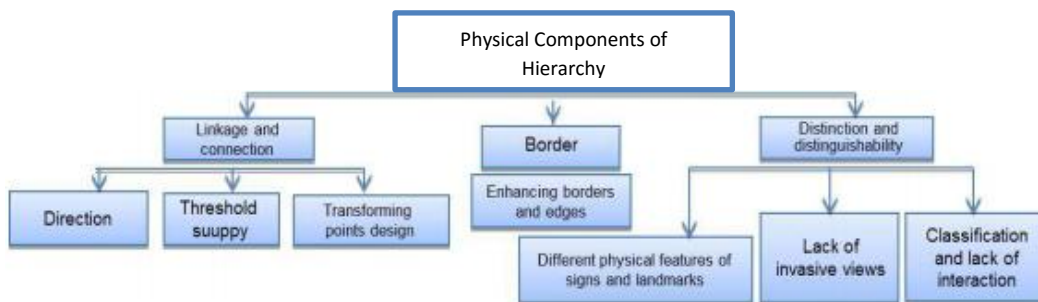 Physical Components of
Hierarchy
Linkage and
connection
Border
Distinction and
distinguishability
Direction
Threshold
suuppy
Transforming
points design
Enhancing borders
and edges
Different physical features of
signs and landmarks
Lack of
invasive views
Classification
and lack of
interaction